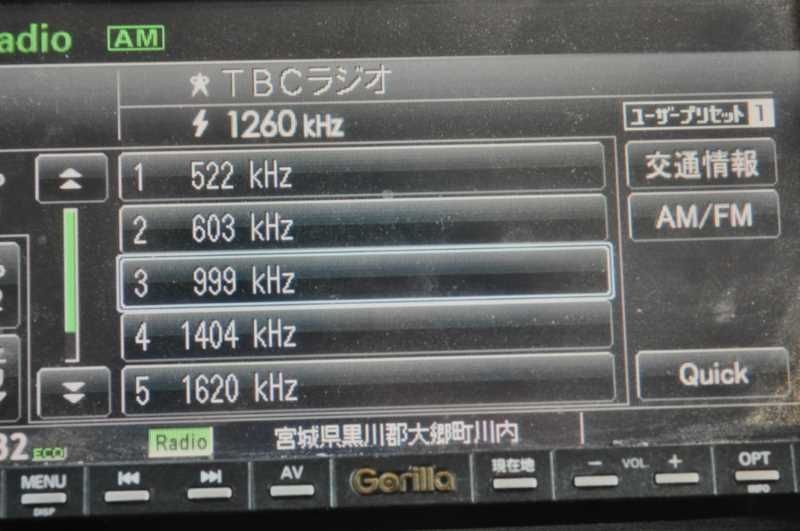 adio AM
TBCラジオ
1260 kHz
ユーザープリセット 1
交通情報
1 522 kHz
2 603 kHz
AM/FM
3 999 kHz
4 1404 kHz
5 1620 kHz
Quick
32 ECO
Radio
宮城県黒川郡大郷町川内
MENU
DISP
AV
Gorilla
現在地
− VOL +
OPT
INFO